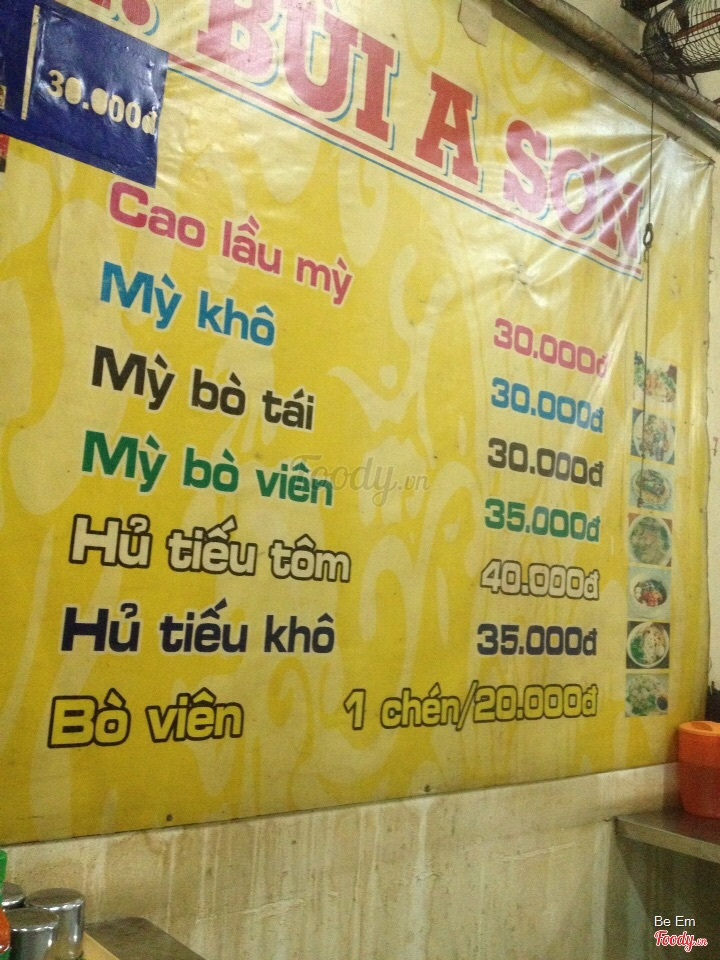 30.000đ
BÙI A SƠN
Cao lầu mỳ 30.000đ
Mỳ khô 30.000đ
Mỳ bò tái 30.000đ
Mỳ bò viên 35.000đ
Hủ tiếu tôm 40.000đ
Hủ tiếu khô 35.000đ
Bò viên 1 chén/20.000đ
Foody.vn
Be Em
Foody.vn